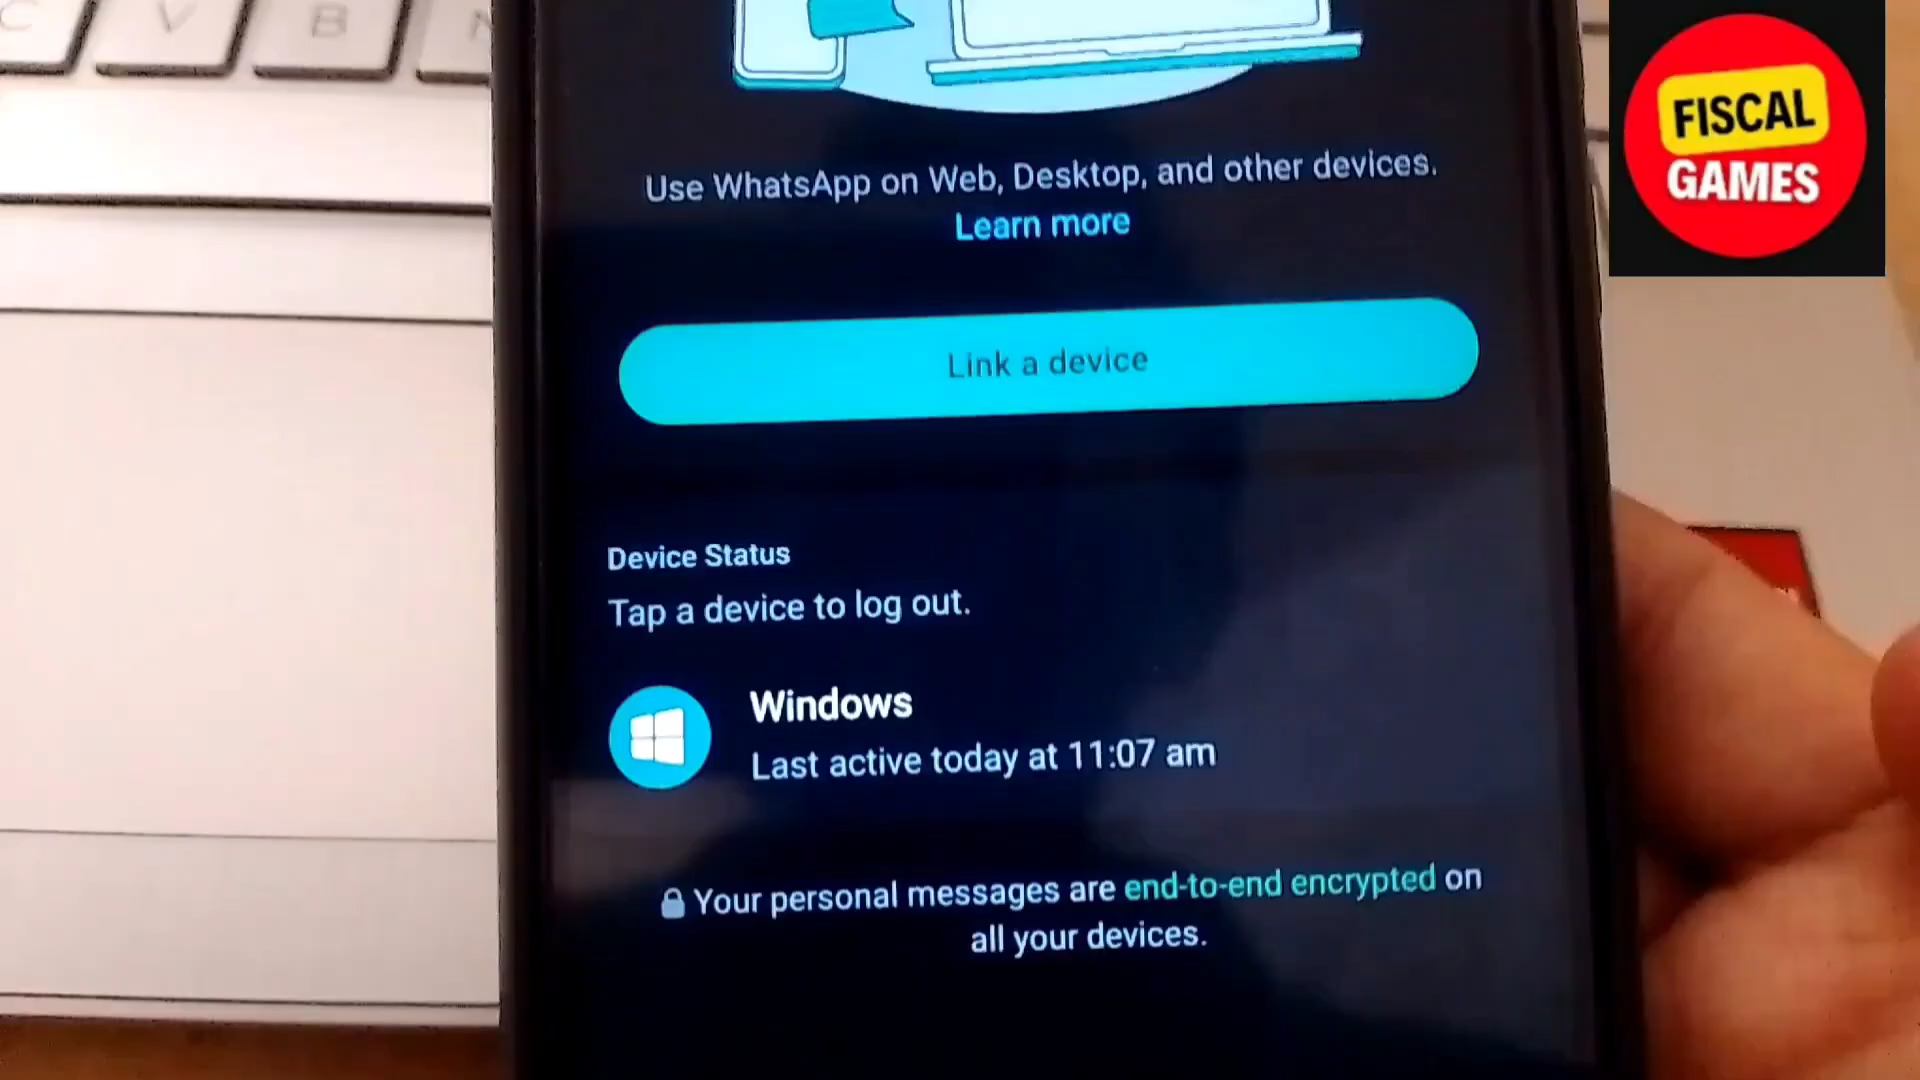 C V B N
FISCAL
GAMES
Use WhatsApp on Web, Desktop, and other devices.
Learn more
Link a device
Device Status
Tap a device to log out.
Windows
Last active today at 11:07 am
Your personal messages are end-to-end encrypted on
all your devices.